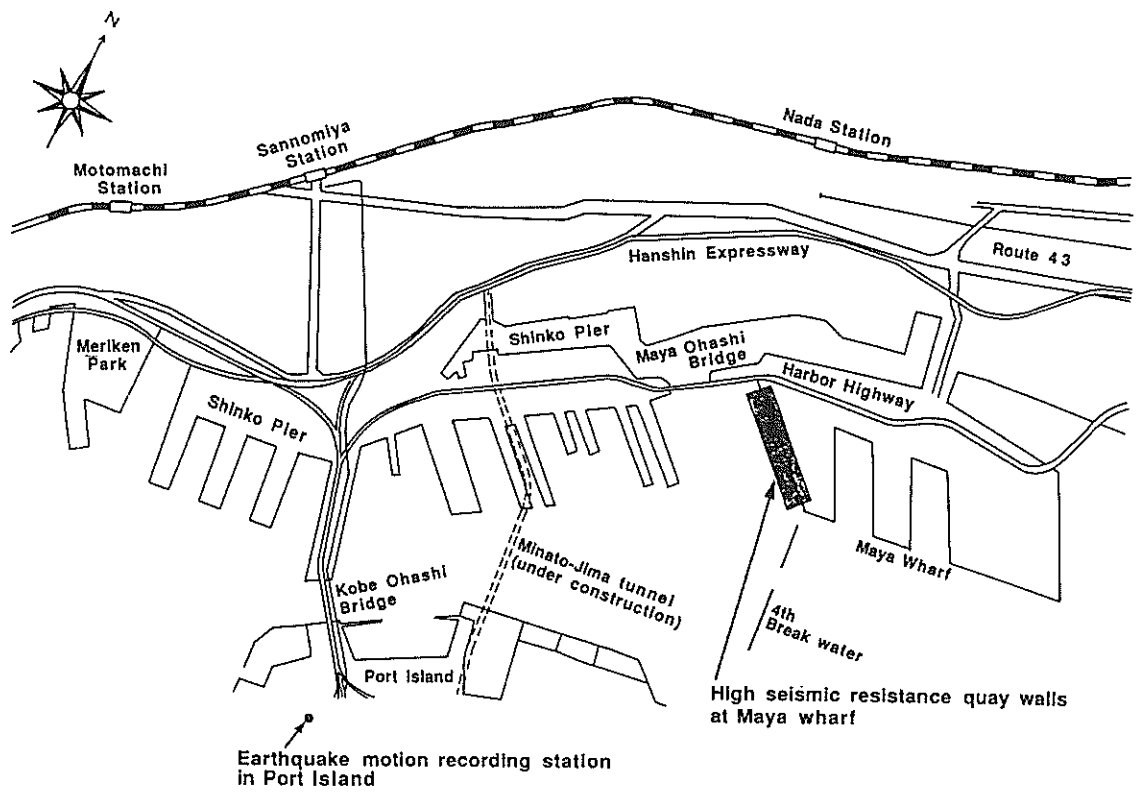 N
Sannomiya
Station
Nada Station
Motomachi
Station
Route 43
Hanshin Expressway
Meriken
Park
Shinko Pier
Maya Ohashi
Bridge
Harbor Highway
Shinko Pier
Maya Wharf
Minato-Jima tunnel
(under construction)
Kobe Ohashi
Bridge
4th
Break water
Port Island
High seismic resistance quay walls
at Maya wharf
Earthquake motion recording station
in Port Island